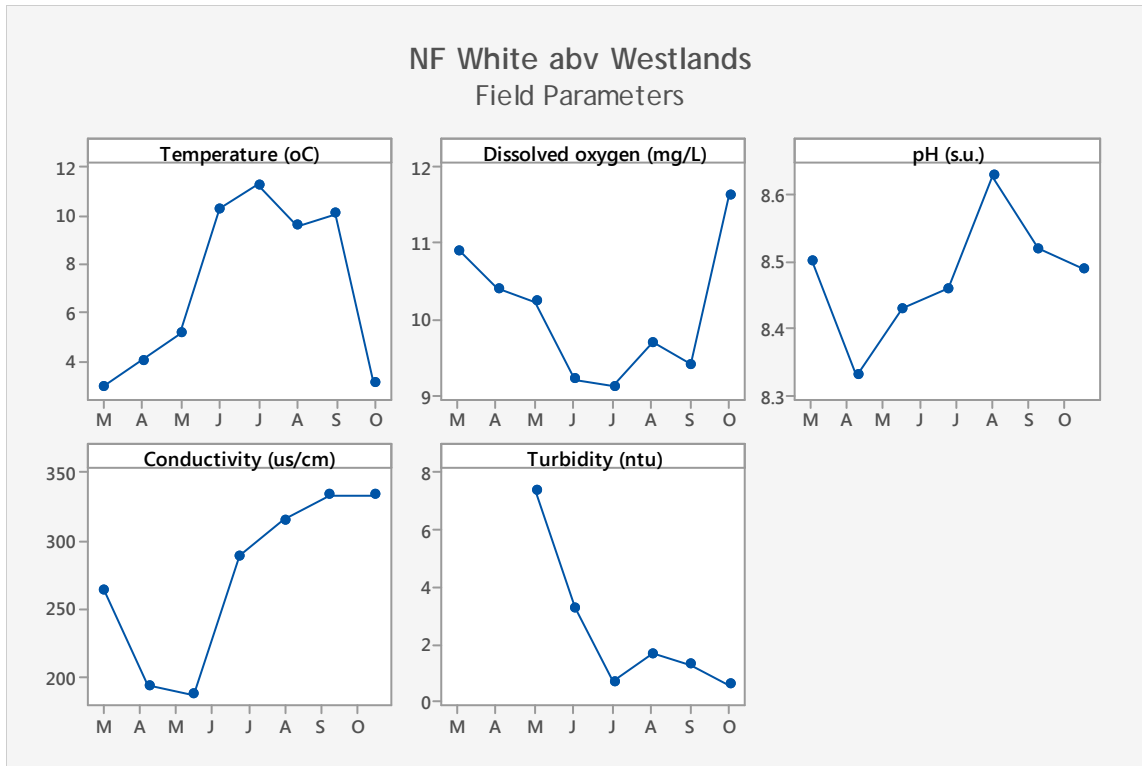 NF White abv Westlands
Field Parameters
Temperature (oC)
12
10
8
6
4
M A M J J A S O
Dissolved oxygen (mg/L)
12
11
10
9
M A M J J A S O
pH (s.u.)
8.6
8.5
8.4
8.3
M A M J J A S O
Conductivity (us/cm)
350
300
250
200
M A M J J A S O
Turbidity (ntu)
8
6
4
2
0
M A M J J A S O